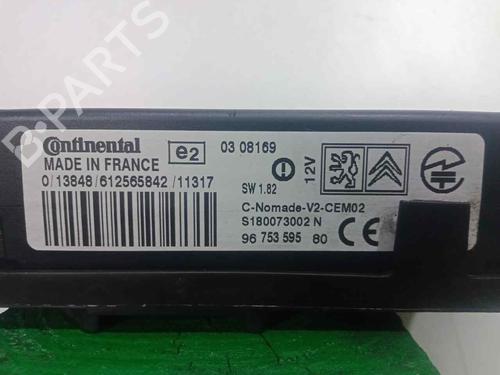 Continental
MADE IN FRANCE
e2
03 08169
12V
0/13848/612565842/11317
SW 1.82
C-Nomade-V2-CEM02
S180073002 N
96 753 595 80
CE
B-Parts